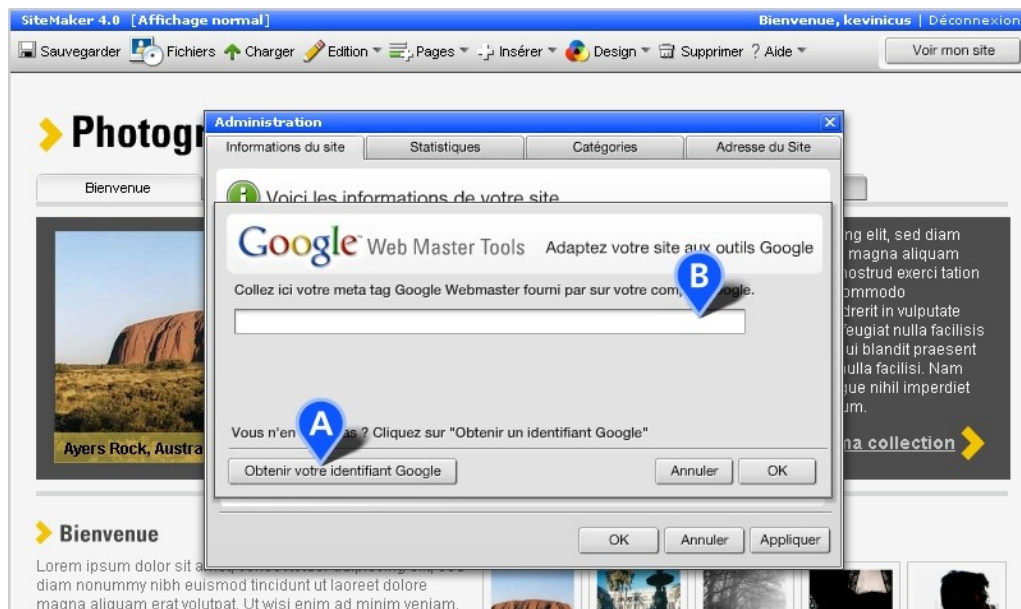 SiteMaker 4.0 [Affichage normal] Bienvenue, kevinicus | Déconnexion
Sauvegarder Fichiers Charger Edition Pages Insérer Design Supprimer ? Aide Voir mon site
Photogr
Administration
Informations du site Statistiques Catégories Adresse du Site
Bienvenue
Voici les informations de votre site
Google Web Master Tools Adaptez votre site aux outils Google
ng elit, sed diam
magna aliquam
nostrud exerci tation
ommodo
drerit in vulputate
feugiat nulla facilisis
ui blandit praesent
nulla facilisi. Nam
gue nihil imperdiet
um.
B
Collez ici votre meta tag Google Webmaster fourni par sur votre com Google.
A
Vous n'en as ? Cliquez sur "Obtenir un identifiant Google"
Ayers Rock, Austra
na collection
Obtenir votre identifiant Google Annuler OK
OK Annuler Appliquer
Bienvenue
Lorem ipsum dolor sit a
diam nonummy nibh euismod tincidunt ut laoreet dolore
magna aliquam erat volutpat. Ut wisi enim ad minim veniam,